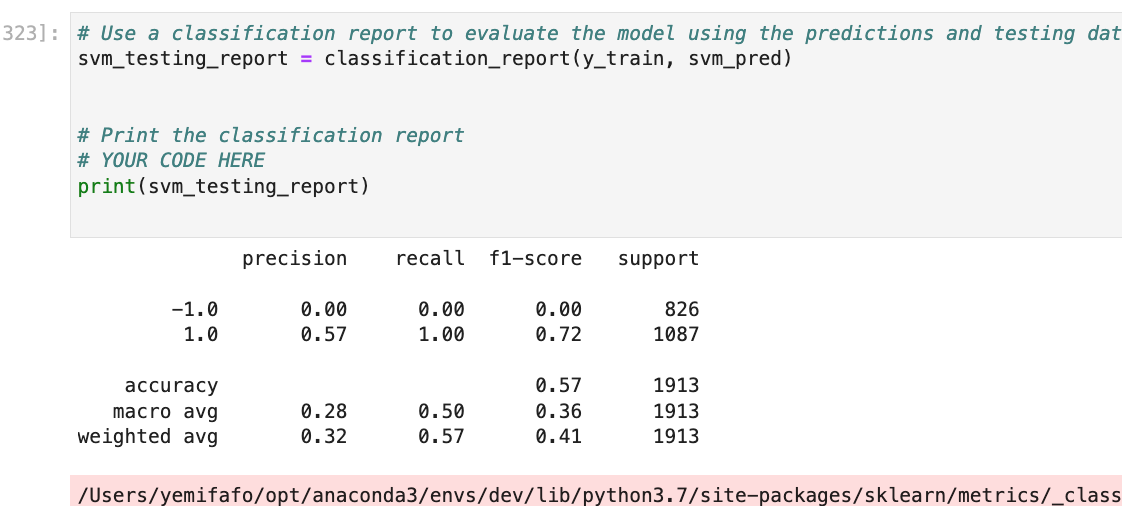 323]: # Use a classification report to evaluate the model using the predictions and testing dat
svm_testing_report = classification_report(y_train, svm_pred)
# Print the classification report
# YOUR CODE HERE
print(svm_testing_report)
precision recall f1-score support
-1.0 0.00 0.00 0.00 826
1.0 0.57 1.00 0.72 1087
accuracy 0.57 1913
macro avg 0.28 0.50 0.36 1913
weighted avg 0.32 0.57 0.41 1913
/Users/yemifafo/opt/anaconda3/envs/dev/lib/python3.7/site-packages/sklearn/metrics/_class